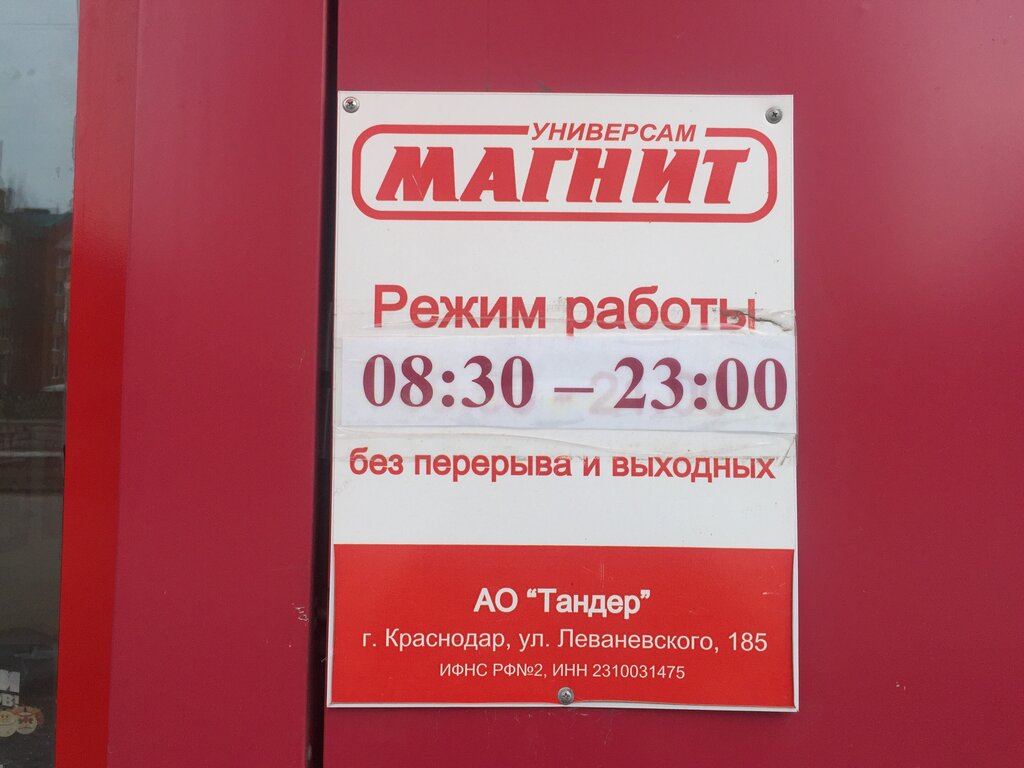 УНИВЕРСАМ
МАГНИТ
Режим работы
08:30 – 23:00
без перерыва и выходных
АО “Тандер”
г. Краснодар, ул. Леваневского, 185
ИФНС РФ№2, ИНН 2310031475